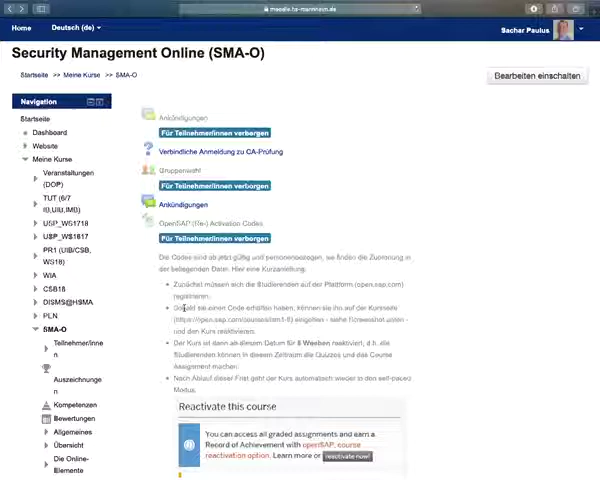 moodle.hs-mannheim.de
Home
Deutsch (de)
Sachar Paulus
Security Management Online (SMA-O)
Startseite >> Meine Kurse >> SMA-O
Bearbeiten einschalten
Navigation
Startseite
Dashboard
Website
Meine Kurse
Veranstaltungen
(DOP)
TUT (6/7
IB,UIB,IMB)
USP_WS1718
USP_WS1617
PR1 (UIB/CSB,
WS18)
WIA
CSB18
DISMS@HSMA
PLN
SMA-O
Teilnehmer/inne
n
Auszeichnunge
n
Kompetenzen
Bewertungen
Allgemeines
Übersicht
Die Online-
Elemente
Ankündigungen
Für Teilnehmer/innen verborgen
Verbindliche Anmeldung zu CA-Prüfung
Gruppenwahl
Für Teilnehmer/innen verborgen
Ankündigungen
OpenSAP (Re-) Activation Codes
Für Teilnehmer/innen verborgen
Die Codes sind ab jetzt gültig und personenbezogen, sie finden die Zuordnung in
der beiliegenden Datei. Hier eine Kurzanleitung:
Zunächst müssen sich die Studierenden auf der Plattform (open.sap.com)
registrieren.
Sobald sie einen Code erhalten haben, können sie ihn auf der Kursseite
eingeben - siehe Screenshot unten -
und den Kurs reaktivieren.
Der Kurs ist dann ab diesem Datum für 8 Wochen reaktiviert, d.h. alle
Studierenden können in diesem Zeitraum die Quizzes und das Course
Assignment machen.
Nach Ablauf dieser Frist geht der Kurs automatisch wieder in den self-paced
Modus.
Reactivate this course
You can access all graded assignments and earn a
Record of Achievement with openSAP, course
reactivation option. Learn more or reactivate now!